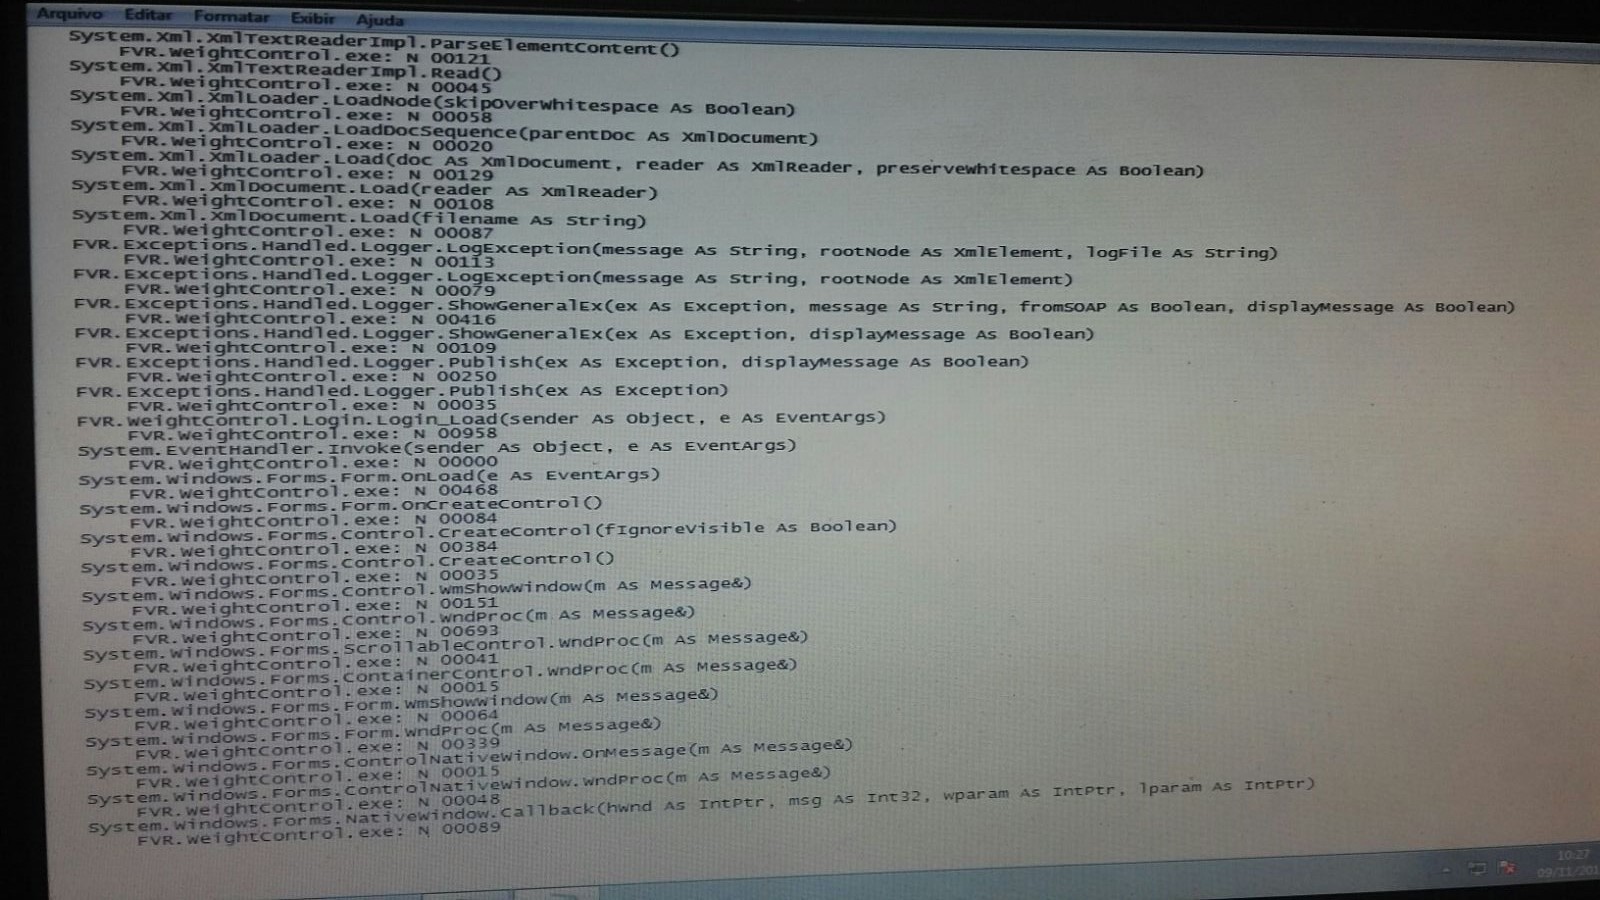 Arquivo Editar Formatar Exibir Ajuda
System.Xml.XmlTextReaderImpl.ParseElementContent()
FVR.WeightControl.exe: N 00121
System.Xml.XmlTextReaderImpl.Read()
FVR.WeightControl.exe: N 00045
System.Xml.XmlLoader.LoadNode(skipOverWhitespace As Boolean)
FVR.WeightControl.exe: N 00058
System.Xml.XmlLoader.LoadDocSequence(parentDoc As XmlDocument)
FVR.WeightControl.exe: N 00020
System.Xml.XmlLoader.Load(doc As XmlDocument, reader As XmlReader, preserveWhitespace As Boolean)
FVR.WeightControl.exe: N 00129
System.Xml.XmlDocument.Load(reader As XmlReader)
FVR.WeightControl.exe: N 00108
System.Xml.XmlDocument.Load(filename As String)
FVR.WeightControl.exe: N 00087
FVR.Exceptions.Handled.Logger.LogException(message As String, rootNode As XmlElement, logFile As String)
FVR.WeightControl.exe: N 00113
FVR.Exceptions.Handled.Logger.LogException(message As String, rootNode As XmlElement)
FVR.WeightControl.exe: N 00079
FVR.Exceptions.Handled.Logger.ShowGeneralEx(ex As Exception, message As String, fromSOAP As Boolean, displayMessage As Boolean)
FVR.WeightControl.exe: N 00416
FVR.Exceptions.Handled.Logger.ShowGeneralEx(ex As Exception, displayMessage As Boolean)
FVR.WeightControl.exe: N 00109
FVR.Exceptions.Handled.Logger.Publish(ex As Exception, displayMessage As Boolean)
FVR.WeightControl.exe: N 00250
FVR.Exceptions.Handled.Logger.Publish(ex As Exception)
FVR.WeightControl.exe: N 00035
FVR.WeightControl.Login.Login_Load(sender As Object, e As EventArgs)
FVR.WeightControl.exe: N 00958
System.EventHandler.Invoke(sender As Object, e As EventArgs)
FVR.WeightControl.exe: N 00000
System.Windows.Forms.Form.OnLoad(e As EventArgs)
FVR.WeightControl.exe: N 00468
System.Windows.Forms.Form.OnCreateControl()
FVR.WeightControl.exe: N 00084
System.Windows.Forms.Control.CreateControl(fIgnoreVisible As Boolean)
FVR.WeightControl.exe: N 00384
System.Windows.Forms.Control.CreateControl()
FVR.WeightControl.exe: N 00035
System.Windows.Forms.Control.WmShowWindow(m As Message&)
FVR.WeightControl.exe: N 00151
System.Windows.Forms.Control.WndProc(m As Message&)
FVR.WeightControl.exe: N 00693
System.Windows.Forms.ScrollableControl.WndProc(m As Message&)
FVR.WeightControl.exe: N 00041
System.Windows.Forms.ContainerControl.WndProc(m As Message&)
FVR.WeightControl.exe: N 00015
System.Windows.Forms.Form.WmShowWindow(m As Message&)
FVR.WeightControl.exe: N 00064
System.Windows.Forms.Form.WndProc(m As Message&)
FVR.WeightControl.exe: N 00339
System.Windows.Forms.ControlNativeWindow.OnMessage(m As Message&)
FVR.WeightControl.exe: N 00015
System.Windows.Forms.ControlNativeWindow.WndProc(m As Message&)
FVR.WeightControl.exe: N 00048
System.Windows.Forms.NativeWindow.Callback(hWnd As IntPtr, msg As Int32, wparam As IntPtr, lparam As IntPtr)
FVR.WeightControl.exe: N 00089
10:27
09/11/201